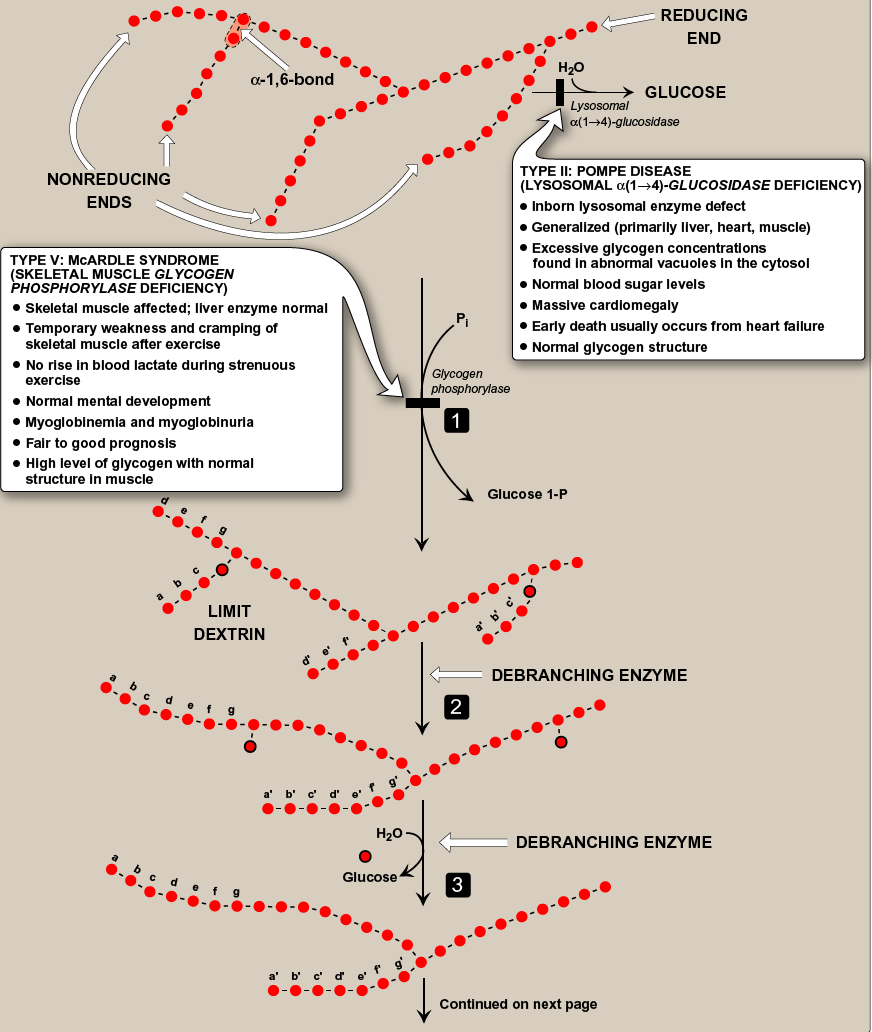 REDUCING
END
α-1,6-bond
H2O
GLUCOSE
Lysosomal
α(1→4)-glucosidase
NONREDUCING
ENDS
TYPE II: POMPE DISEASE
(LYSOSOMAL α(1→4)-GLUCOSIDASE DEFICIENCY)
● Inborn lysosomal enzyme defect
● Generalized (primarily liver, heart, muscle)
● Excessive glycogen concentrations
found in abnormal vacuoles in the cytosol
● Normal blood sugar levels
● Massive cardiomegaly
● Early death usually occurs from heart failure
● Normal glycogen structure
TYPE V: McARDLE SYNDROME
(SKELETAL MUSCLE GLYCOGEN
PHOSPHORYLASE DEFICIENCY)
● Skeletal muscle affected; liver enzyme normal
● Temporary weakness and cramping of
skeletal muscle after exercise
● No rise in blood lactate during strenuous
exercise
● Normal mental development
● Myoglobinemia and myoglobinuria
● Fair to good prognosis
● High level of glycogen with normal
structure in muscle
Pi
Glycogen
phosphorylase
1
Glucose 1-P
d e f g
a b c
LIMIT
DEXTRIN
a' b' c'
d' e' f'
DEBRANCHING ENZYME
2
a b c d e f g
a' b' c' d' e' f' g'
H2O
DEBRANCHING ENZYME
Glucose
3
a b c d e f g
a' b' c' d' e' f' g'
Continued on next page